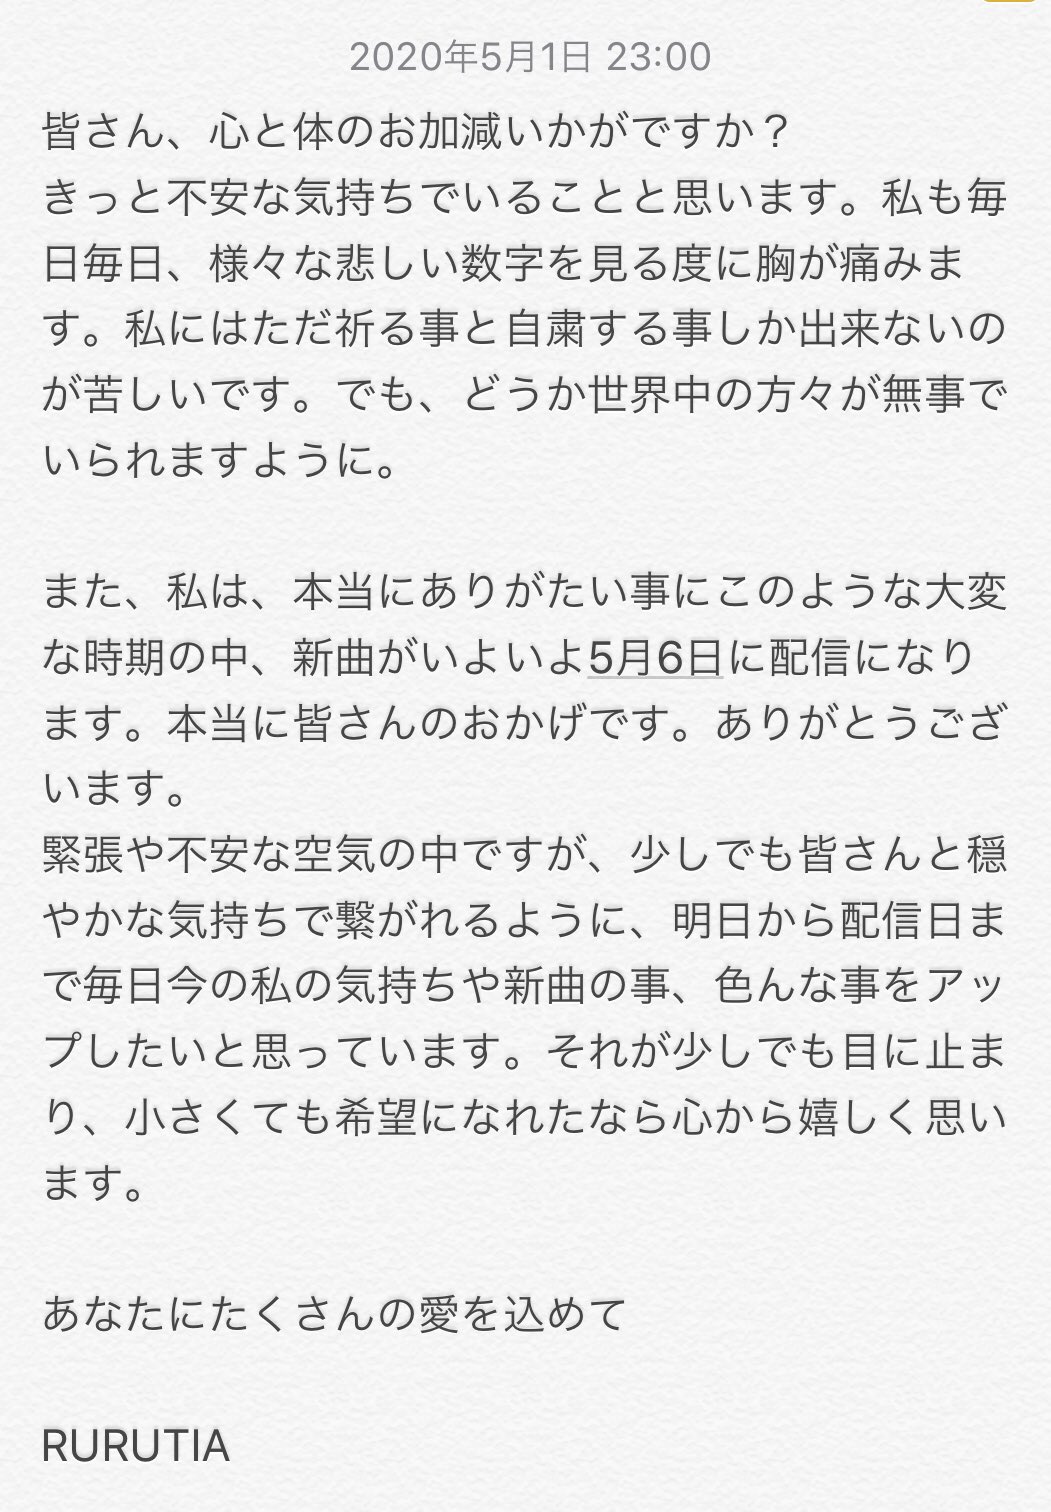 2020年5月1日 23:00
皆さん、心と体のお加減いかがですか？
きっと不安な気持ちでいることと思います。私も毎
日毎日、様々な悲しい数字を見る度に胸が痛みま
す。私にはただ祈る事と自粛する事しか出来ないの
が苦しいです。でも、どうか世界中の方々が無事で
いられますように。
また、私は、本当にありがたい事にこのような大変
な時期の中、新曲がいよいよ5月6日に配信になり
ます。本当に皆さんのおかげです。ありがとうござ
います。
緊張や不安な空気の中ですが、少しでも皆さんと穏
やかな気持ちで繋がれるように、明日から配信日ま
で毎日今の私の気持ちや新曲の事、色んな事をアッ
プしたいと思っています。それが少しでも目に止ま
り、小さくても希望になれたなら心から嬉しく思い
ます。
あなたにたくさんの愛を込めて
RURUTIA